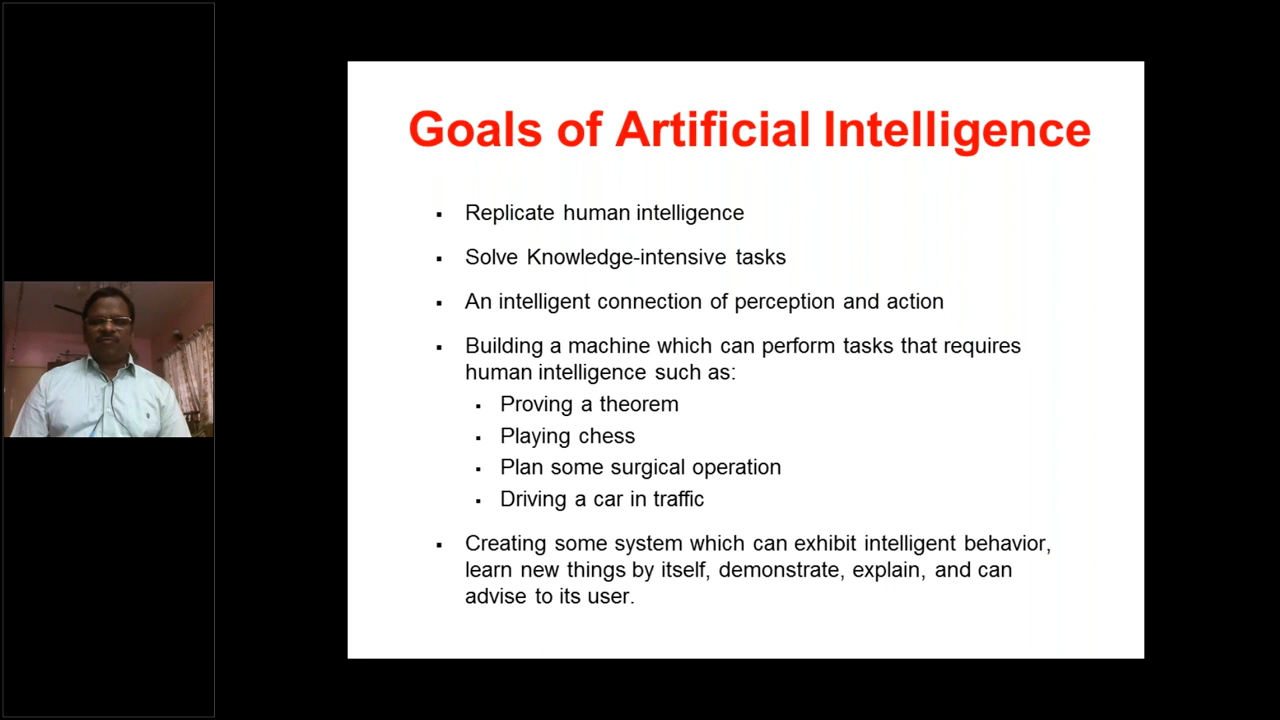 Goals of Artificial Intelligence
▪ Replicate human intelligence
▪ Solve Knowledge-intensive tasks
▪ An intelligent connection of perception and action
▪ Building a machine which can perform tasks that requires
human intelligence such as:
▪ Proving a theorem
▪ Playing chess
▪ Plan some surgical operation
▪ Driving a car in traffic
▪ Creating some system which can exhibit intelligent behavior,
learn new things by itself, demonstrate, explain, and can
advise to its user.